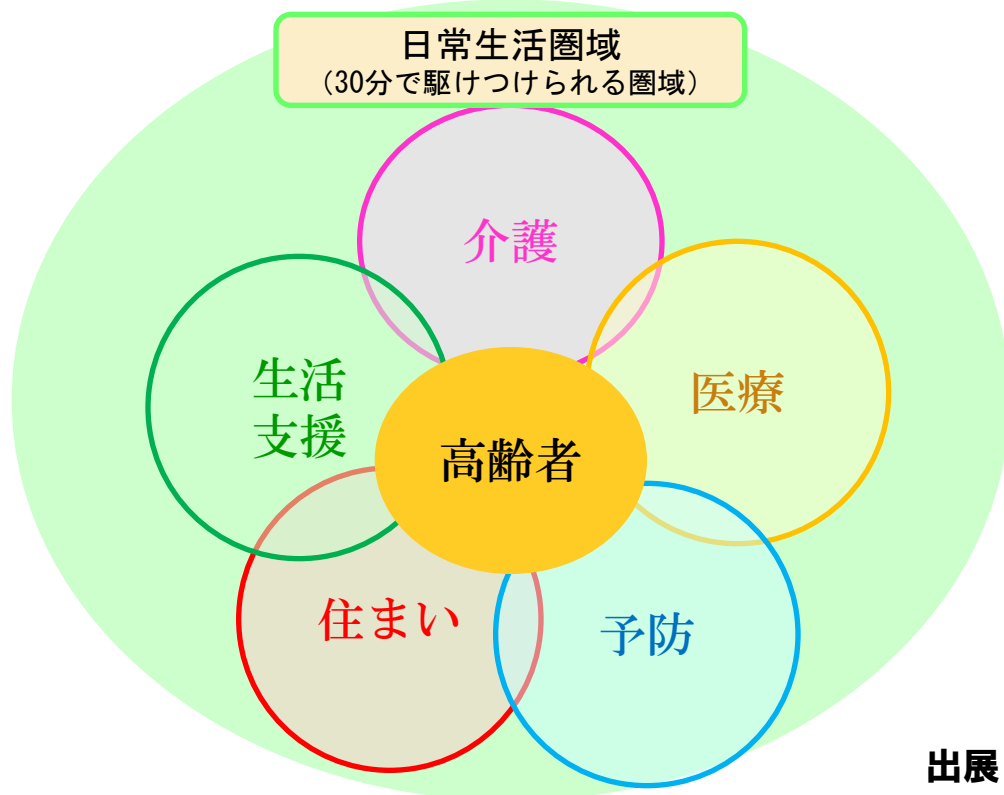 日常生活圏域
（30分で駆けつけられる圏域）
介護
生活
支援
医療
高齢者
住まい
予防
出展